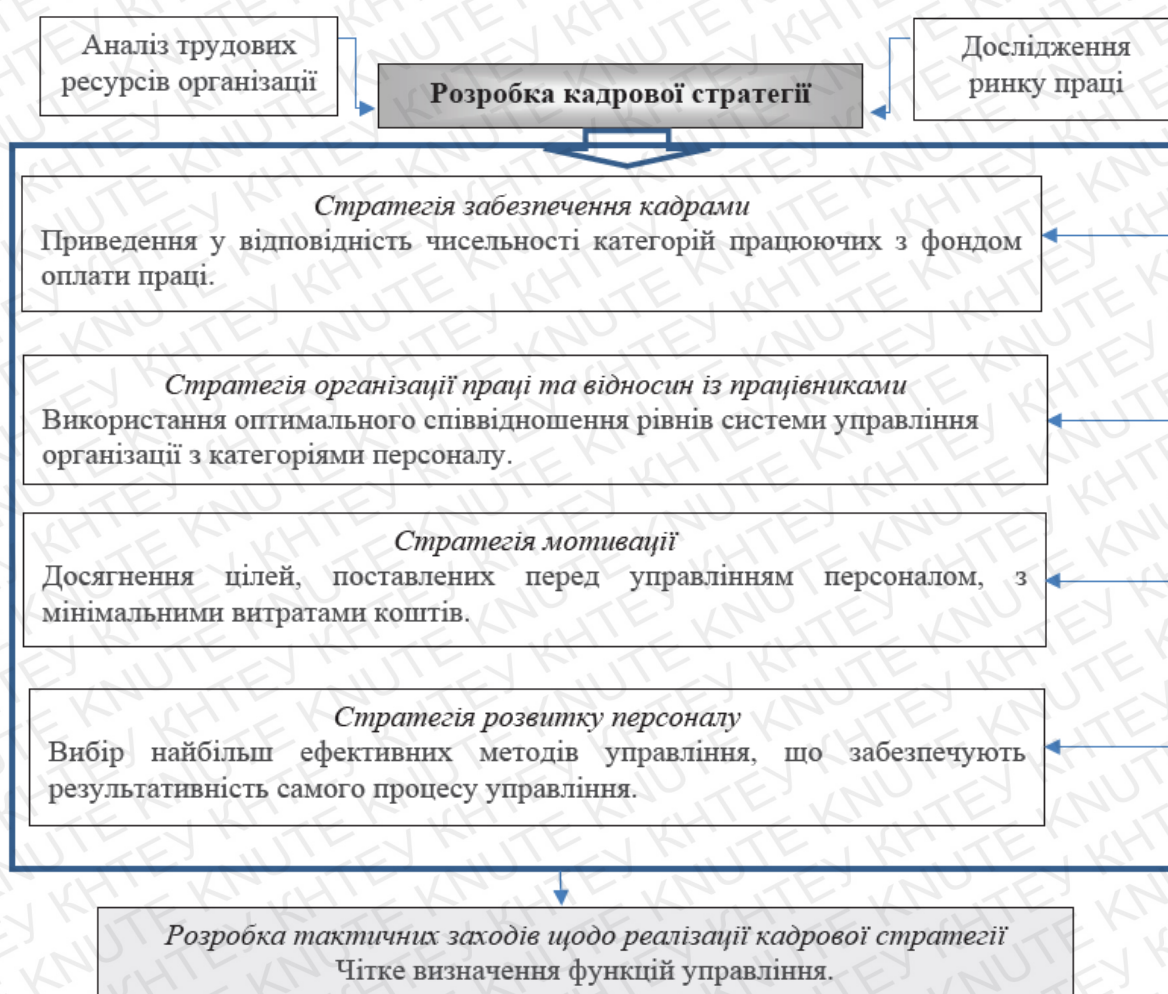 Аналіз трудових
ресурсів організації
Дослідження
ринку праці
Розробка кадрової стратегії
Стратегія забезпечення кадрами
Приведення у відповідність чисельності категорій працюючих з фондом
оплати праці.
Стратегія організації праці та відносин із працівниками
Використання оптимального співвідношення рівнів системи управління
організації з категоріями персоналу.
Стратегія мотивації
Досягнення цілей, поставлених перед управлінням персоналом, з
мінімальними витратами коштів.
Стратегія розвитку персоналу
Вибір найбільш ефективних методів управління, що забезпечують
результативність самого процесу управління.
Розробка тактичних заходів щодо реалізації кадрової стратегії
Чітке визначення функцій управління.
KNUTE КНТЕУ